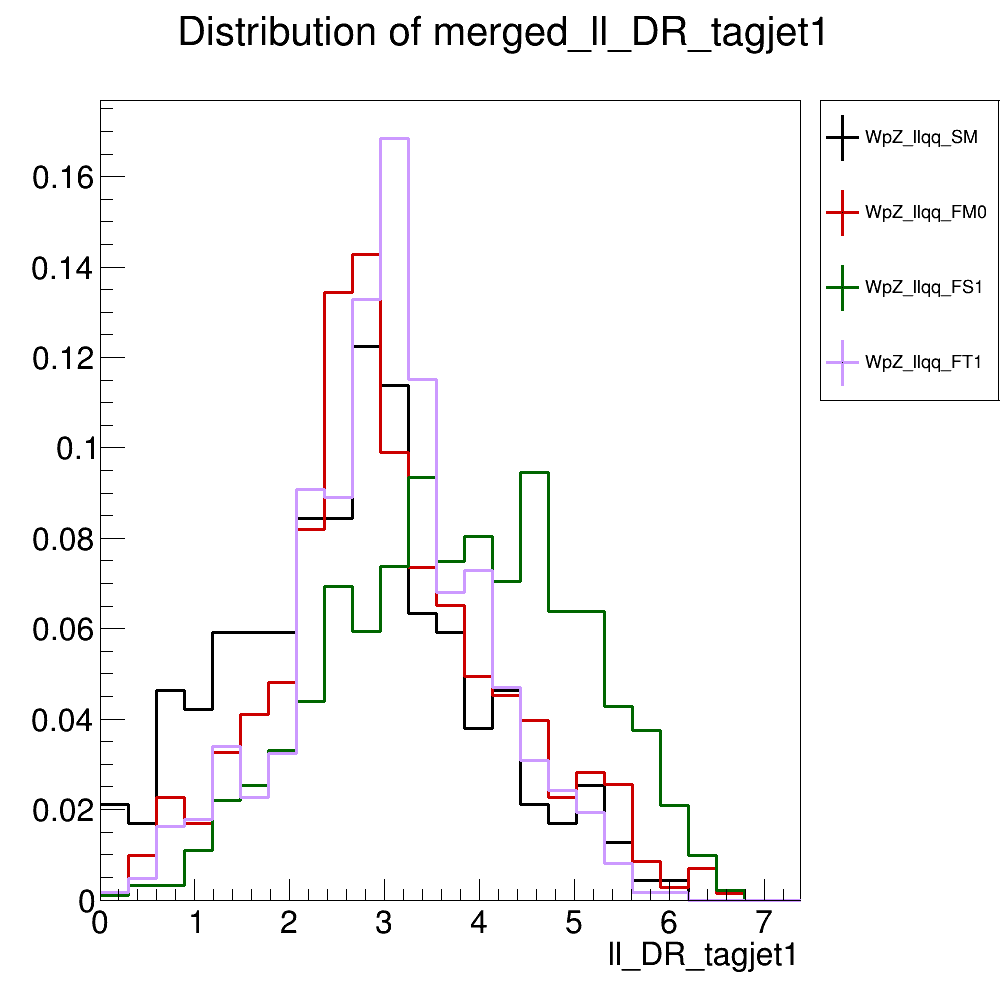 Distribution of merged_ll_DR_tagjet1
WpZ_llqq_SM
WpZ_llqq_FM0
WpZ_llqq_FS1
WpZ_llqq_FT1
0.16
0.14
0.12
0.1
0.08
0.06
0.04
0.02
0
0 1 2 3 4 5 6 7
ll_DR_tagjet1